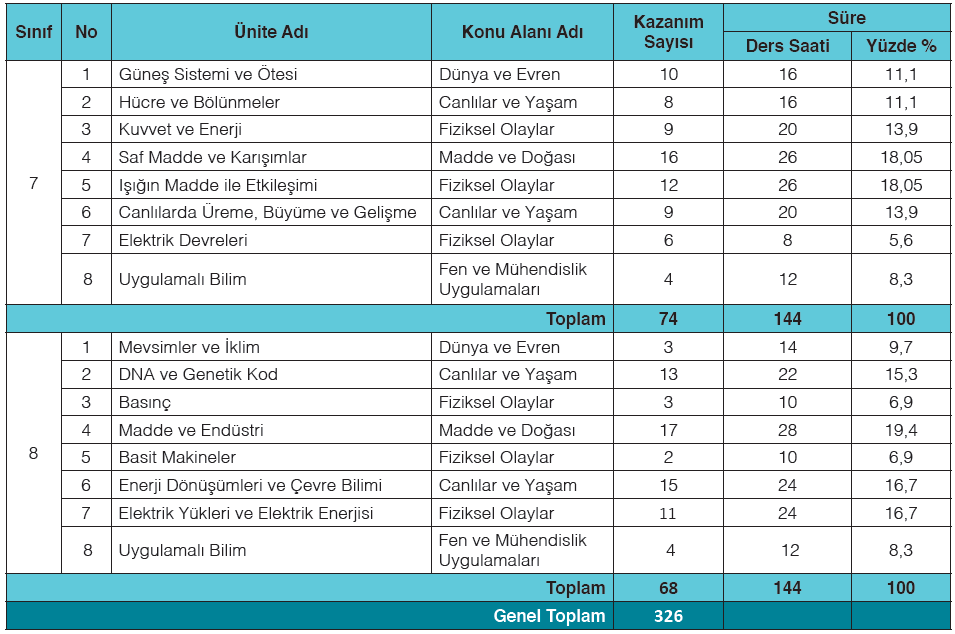 Sınıf No Ünite Adı Konu Alanı Adı Kazanım Sayısı Süre
Ders Saati Yüzde %
7
1 Güneş Sistemi ve Ötesi Dünya ve Evren 10 16 11,1
2 Hücre ve Bölünmeler Canlılar ve Yaşam 8 16 11,1
3 Kuvvet ve Enerji Fiziksel Olaylar 9 20 13,9
4 Saf Madde ve Karışımlar Madde ve Doğası 16 26 18,05
5 Işığın Madde ile Etkileşimi Fiziksel Olaylar 12 26 18,05
6 Canlılarda Üreme, Büyüme ve Gelişme Canlılar ve Yaşam 9 20 13,9
7 Elektrik Devreleri Fiziksel Olaylar 6 8 5,6
8 Uygulamalı Bilim Fen ve Mühendislik Uygulamaları 4 12 8,3
Toplam 74 144 100
8
1 Mevsimler ve İklim Dünya ve Evren 3 14 9,7
2 DNA ve Genetik Kod Canlılar ve Yaşam 13 22 15,3
3 Basınç Fiziksel Olaylar 3 10 6,9
4 Madde ve Endüstri Madde ve Doğası 17 28 19,4
5 Basit Makineler Fiziksel Olaylar 2 10 6,9
6 Enerji Dönüşümleri ve Çevre Bilimi Canlılar ve Yaşam 15 24 16,7
7 Elektrik Yükleri ve Elektrik Enerjisi Fiziksel Olaylar 11 24 16,7
8 Uygulamalı Bilim Fen ve Mühendislik Uygulamaları 4 12 8,3
Toplam 68 144 100
Genel Toplam 326